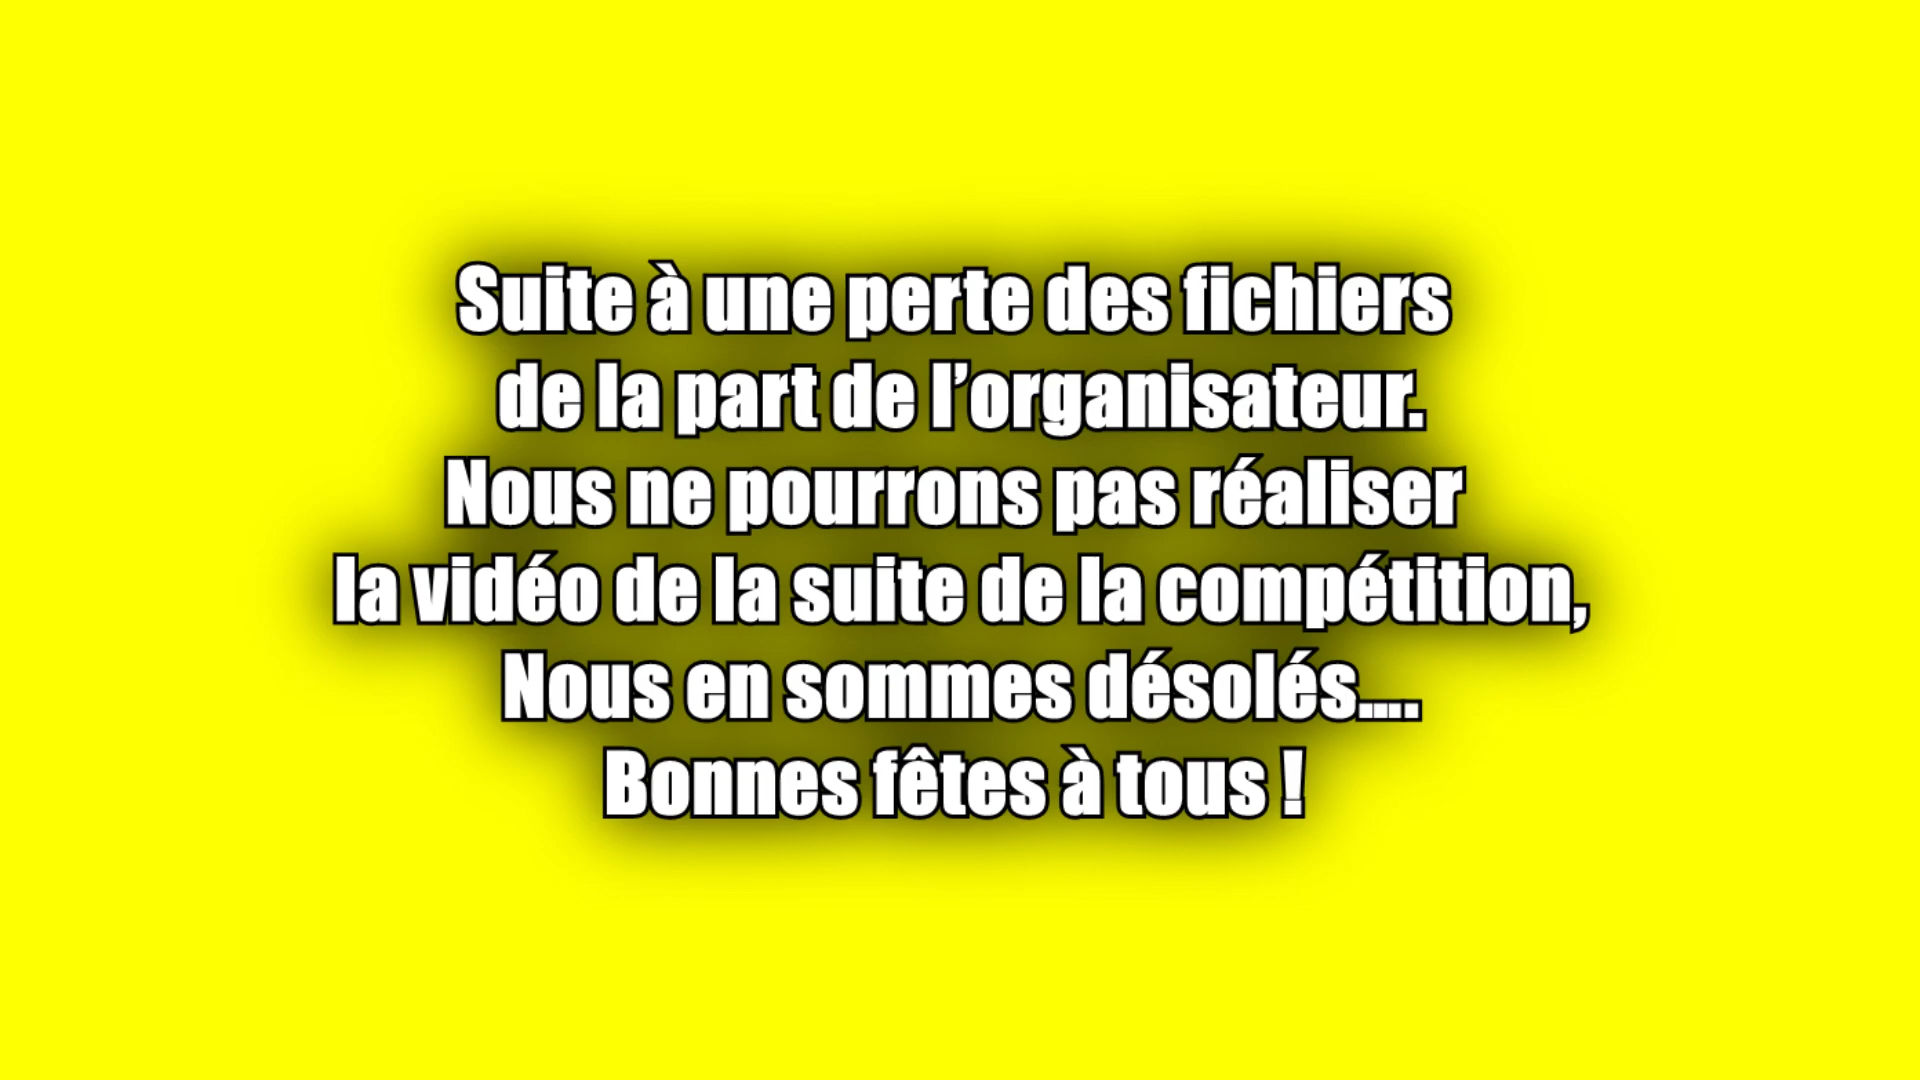 Suite à une perte des fichiers
de la part de l’organisateur.
Nous ne pourrons pas réaliser
la vidéo de la suite de la compétition,
Nous en sommes désolés....
Bonnes fêtes à tous !